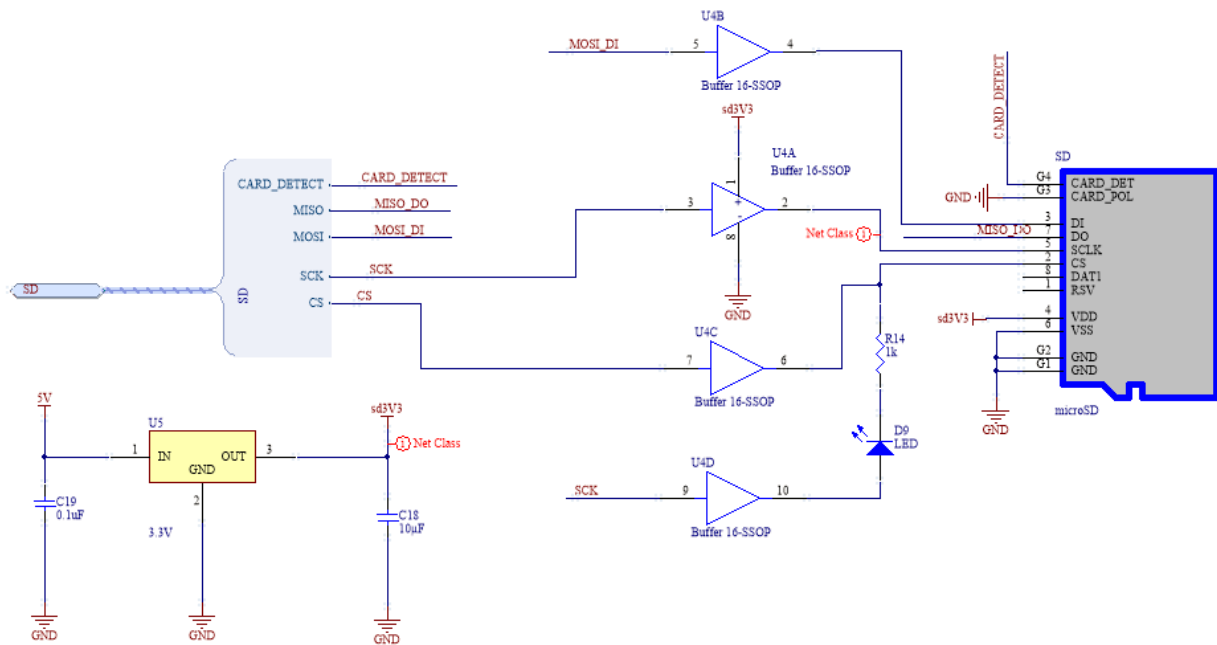 U4B
MOSI_DI
5
4
Buffer 16-SSOP
sd3V3
U4A
Buffer 16-SSOP
1
3
+
-
2
8
GND
Net Class
1
CARD_DETECT
SD
G4
CARD_DET
GND
G3
CARD_POL
3
DI
MISO_DO
7
DO
5
SCLK
2
CS
8
DAT1
1
RSV
sd3V3
4
VDD
6
VSS
G2
GND
G1
GND
GND
microSD
CARD_DETECT
CARD_DETECT
MISO
MISO_DO
MOSI
MOSI_DI
SCK
SCK
CS
CS
SD
SD
U4C
7
6
Buffer 16-SSOP
R14
1k
D9
LED
U4D
SCK
9
10
Buffer 16-SSOP
5V
U5
1
IN
OUT
3
GND
2
3.3V
sd3V3
1
Net Class
C19
0.1uF
C18
10µF
GND
GND
GND